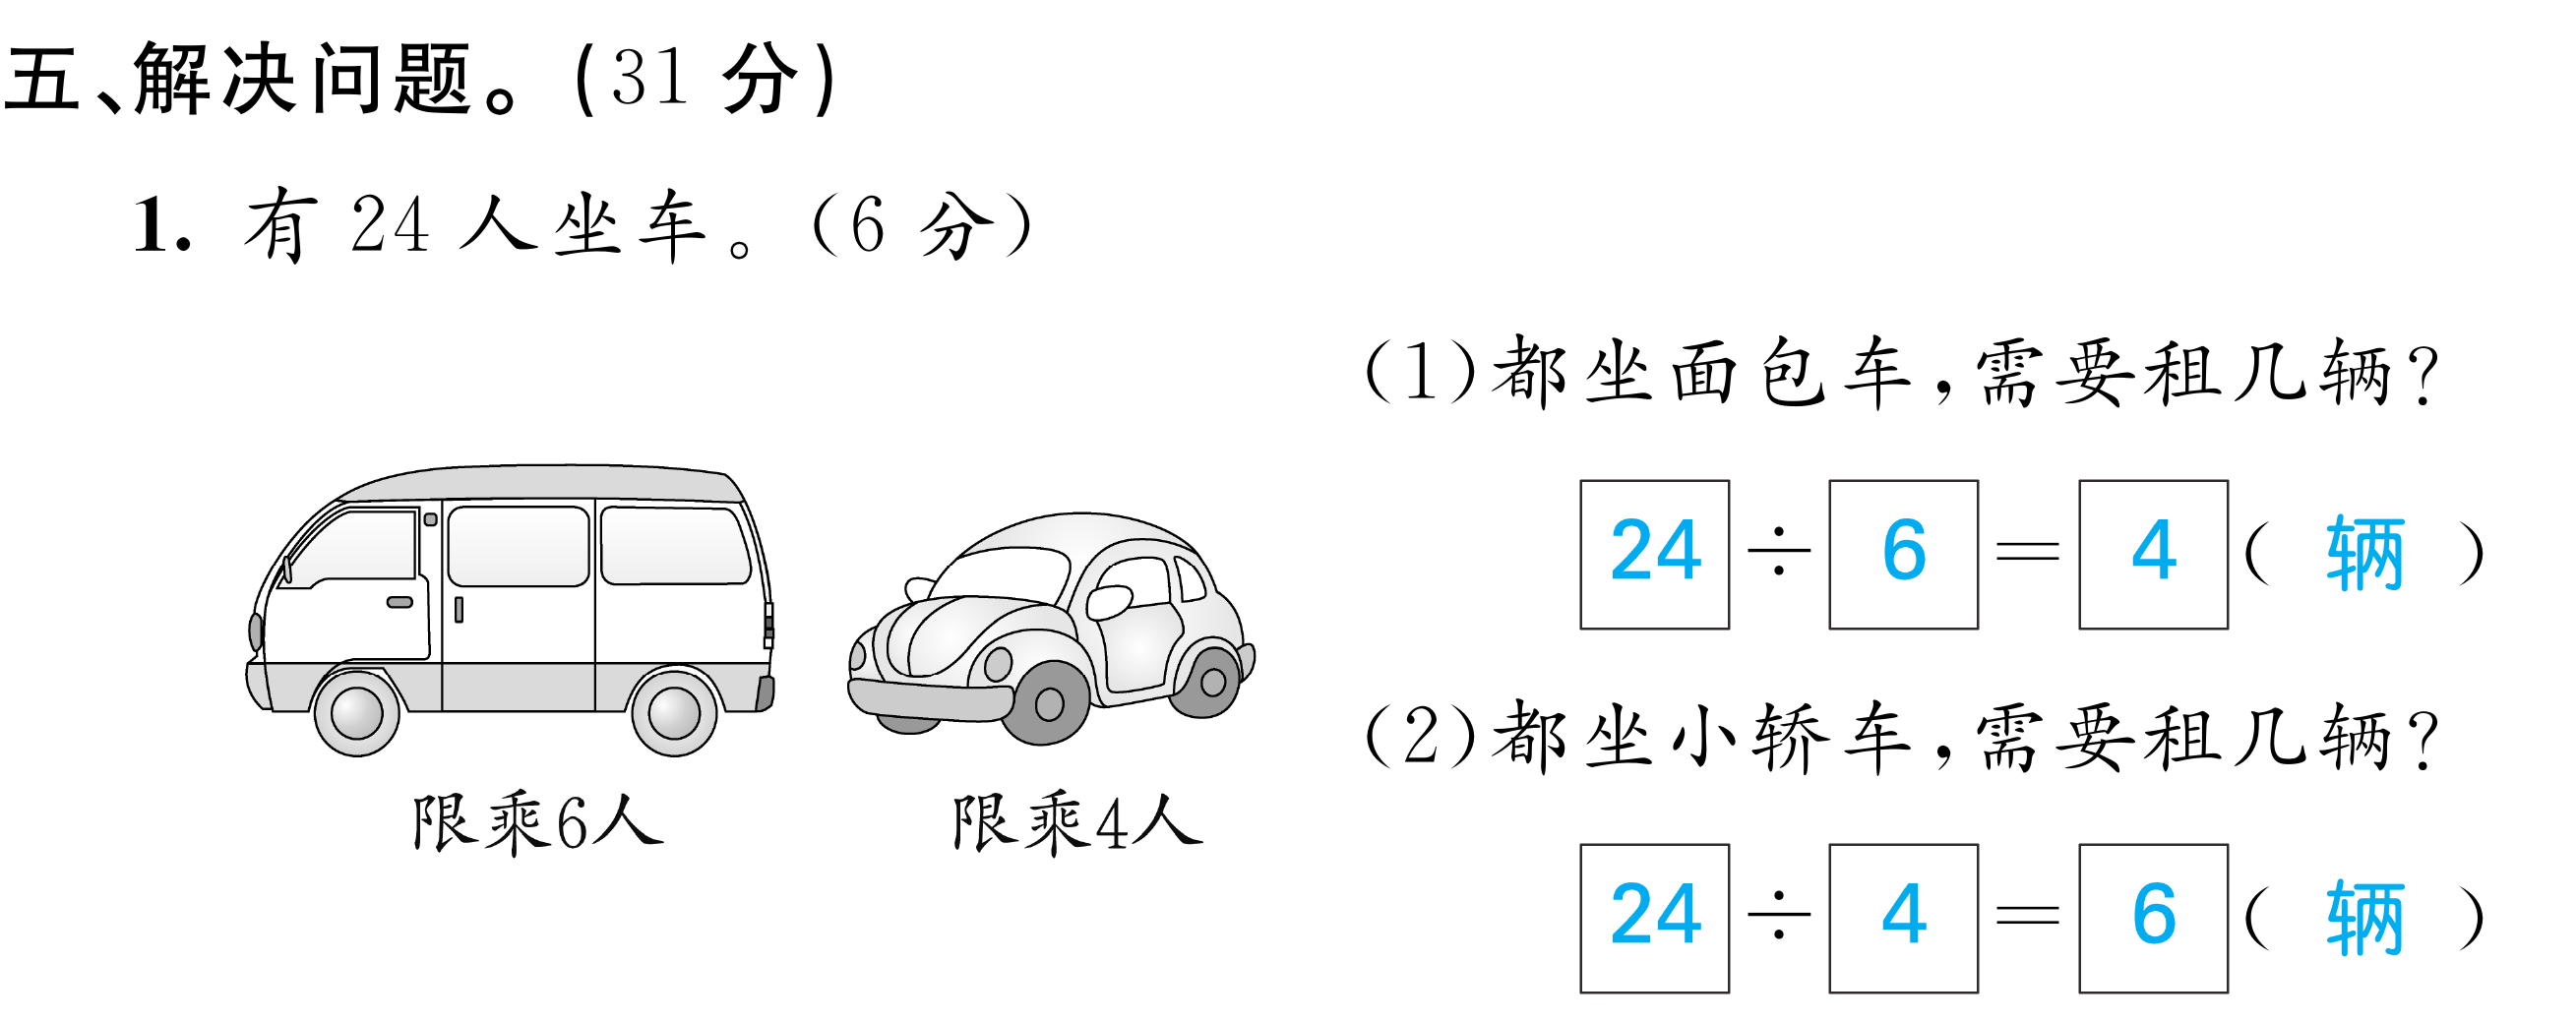 五、解决问题。(31 分)
1. 有 24 人坐车。(6 分)
(1)都坐面包车,需要租几辆?
24 ÷ 6 = 4 ( 辆 )
(2)都坐小轿车,需要租几辆?
24 ÷ 4 = 6 ( 辆 )
限乘6人
限乘4人